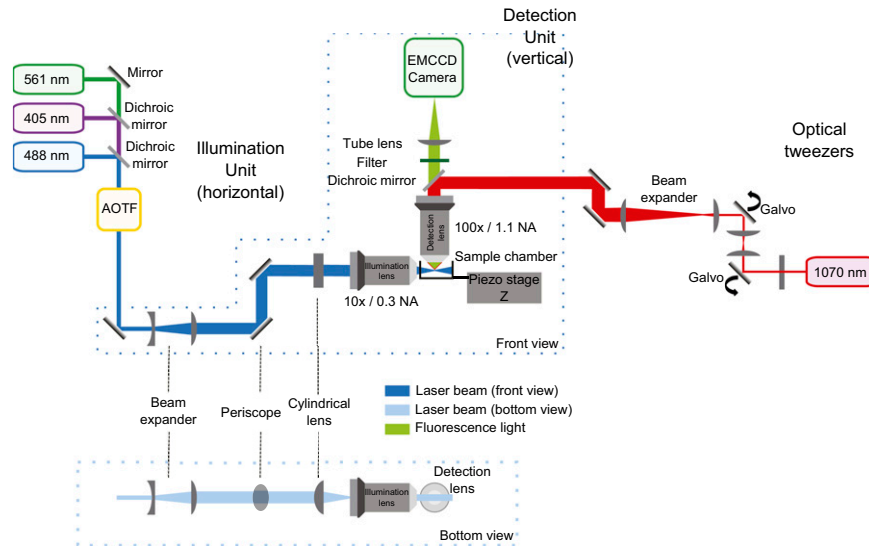 Detection
Unit
(vertical)
EMCCD
Camera
561 nm
Mirror
405 nm
Dichroic
mirror
488 nm
Dichroic
mirror
AOTF
Illumination
Unit
(horizontal)
Tube lens
Filter
Dichroic mirror
Optical
tweezers
Beam
expander
Galvo
Galvo
1070 nm
Detection
lens
100x / 1.1 NA
Sample chamber
Illumination
lens
10x / 0.3 NA
Piezo stage
Z
Front view
Beam
expander
Periscope
Cylindrical
lens
Laser beam (front view)
Laser beam (bottom view)
Fluorescence light
Illumination
lens
Detection
lens
Bottom view